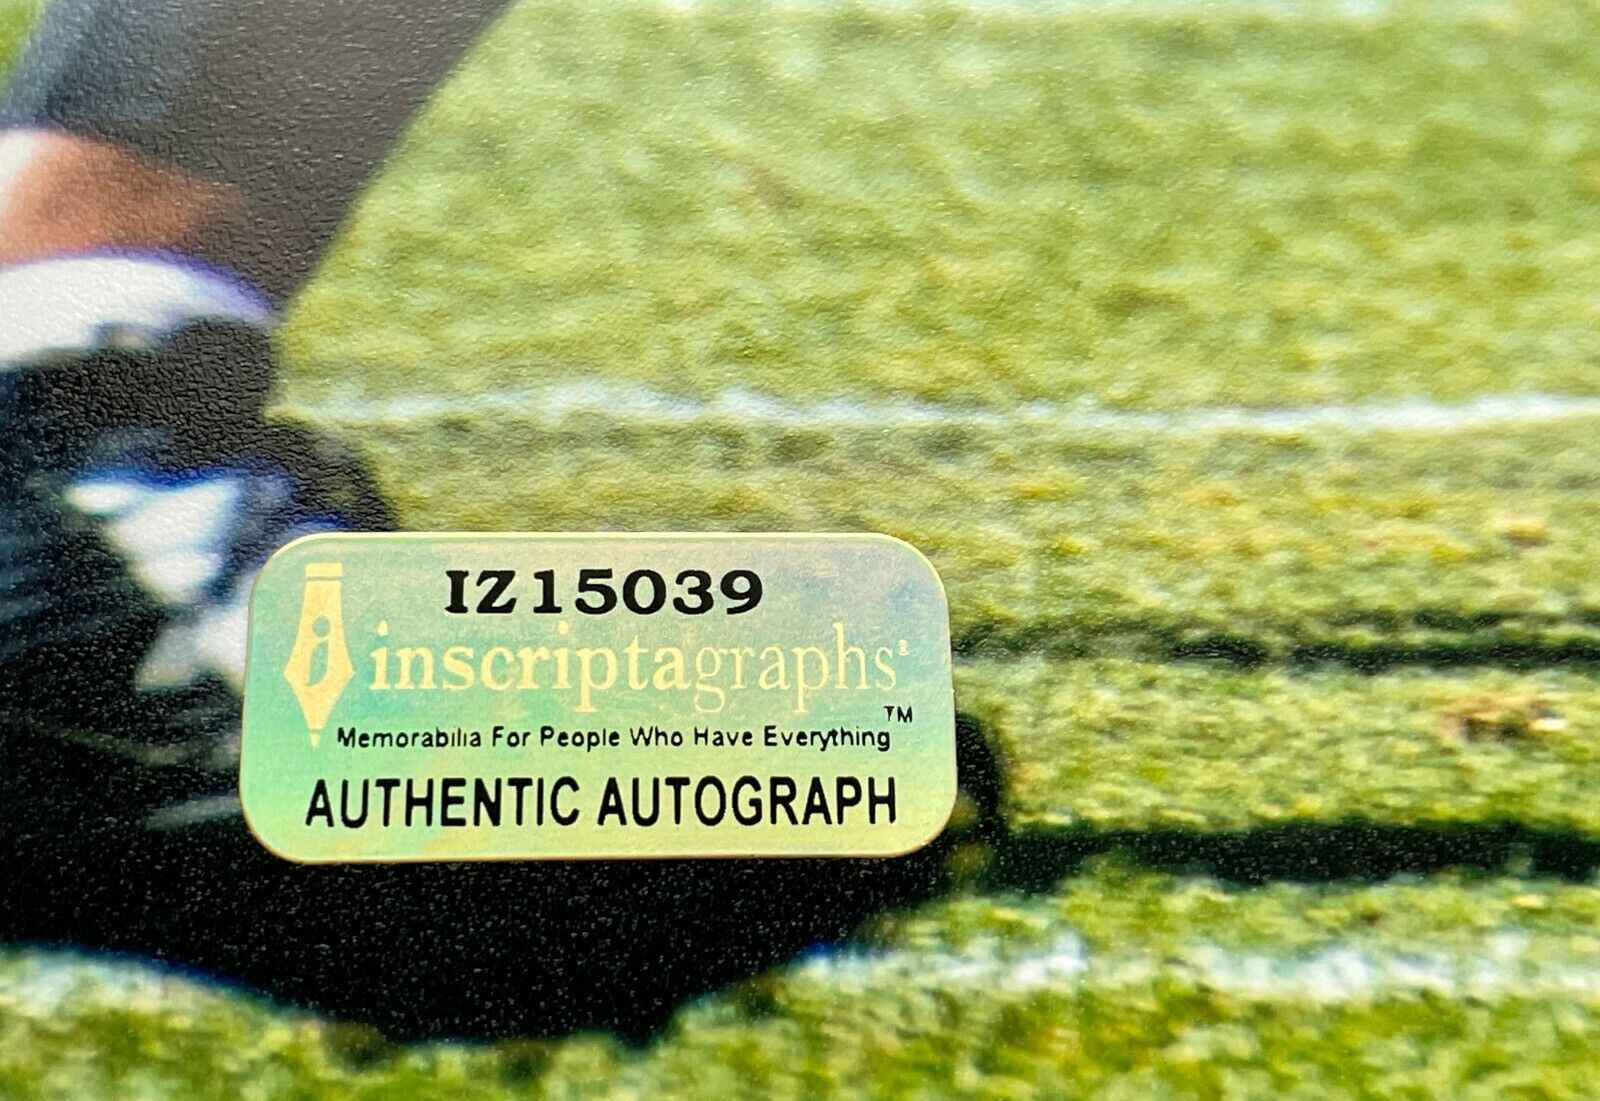 IZ15039
i inscriptagraphs®
TM
Memorabilia For People Who Have Everything
AUTHENTIC AUTOGRAPH